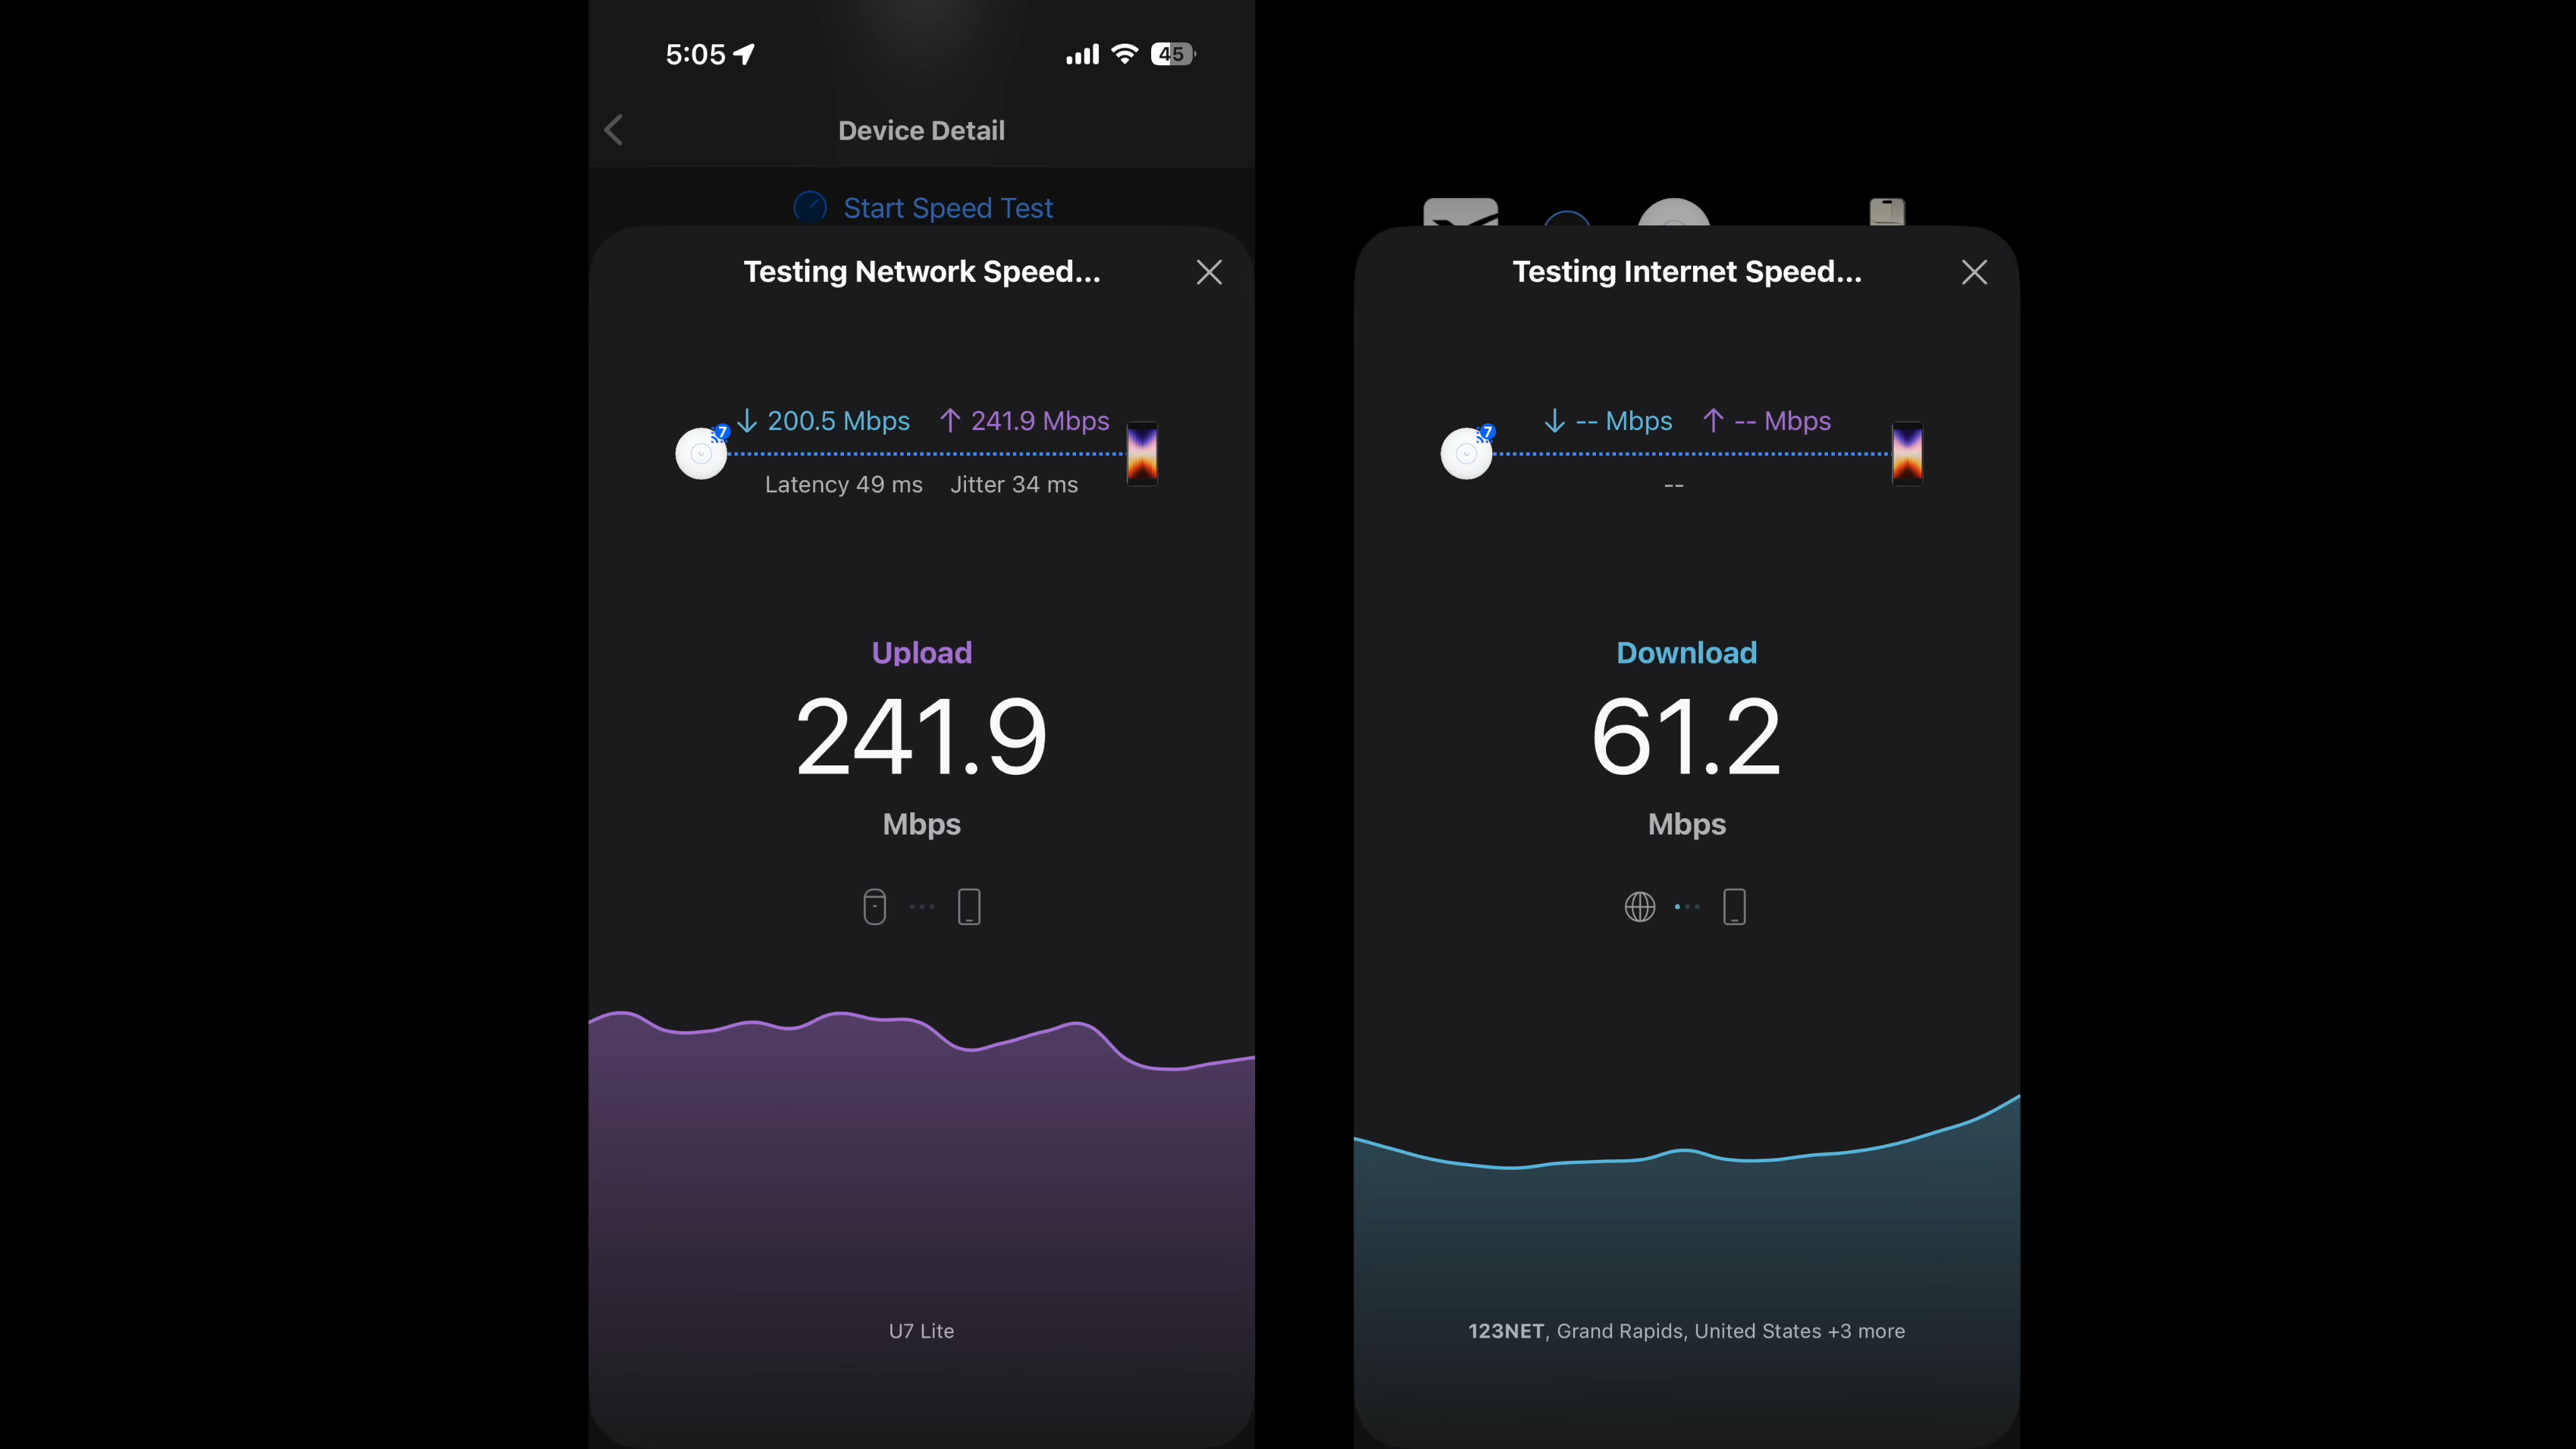 5:05
45
Device Detail
Start Speed Test
Testing Network Speed...
7
↓ 200.5 Mbps ↑ 241.9 Mbps
Latency 49 ms Jitter 34 ms
Upload
241.9
Mbps
U7 Lite
Testing Internet Speed...
7
↓ -- Mbps ↑ -- Mbps
--
Download
61.2
Mbps
123NET, Grand Rapids, United States +3 more